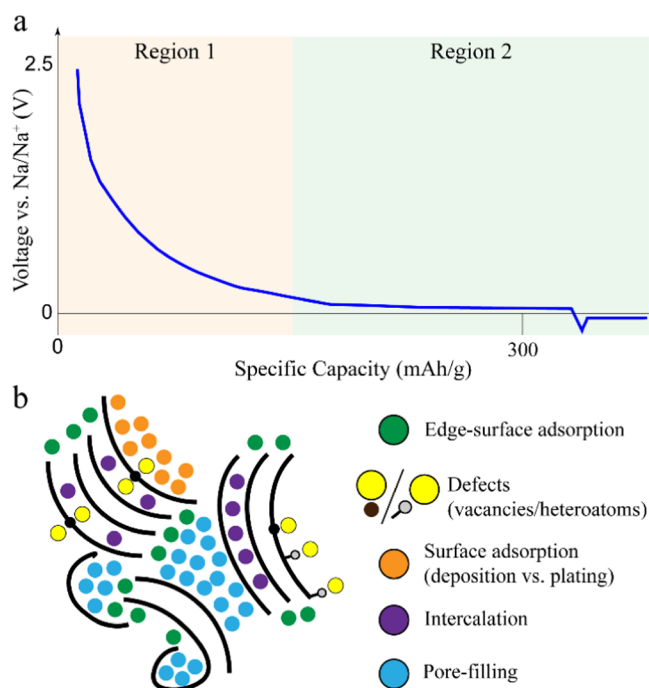 a
Region 1
Region 2
2.5
Voltage vs. Na/Na⁺ (V)
0
0
300
Specific Capacity (mAh/g)
b
Edge-surface adsorption
Defects
(vacancies/heteroatoms)
Surface adsorption
(deposition vs. plating)
Intercalation
Pore-filling